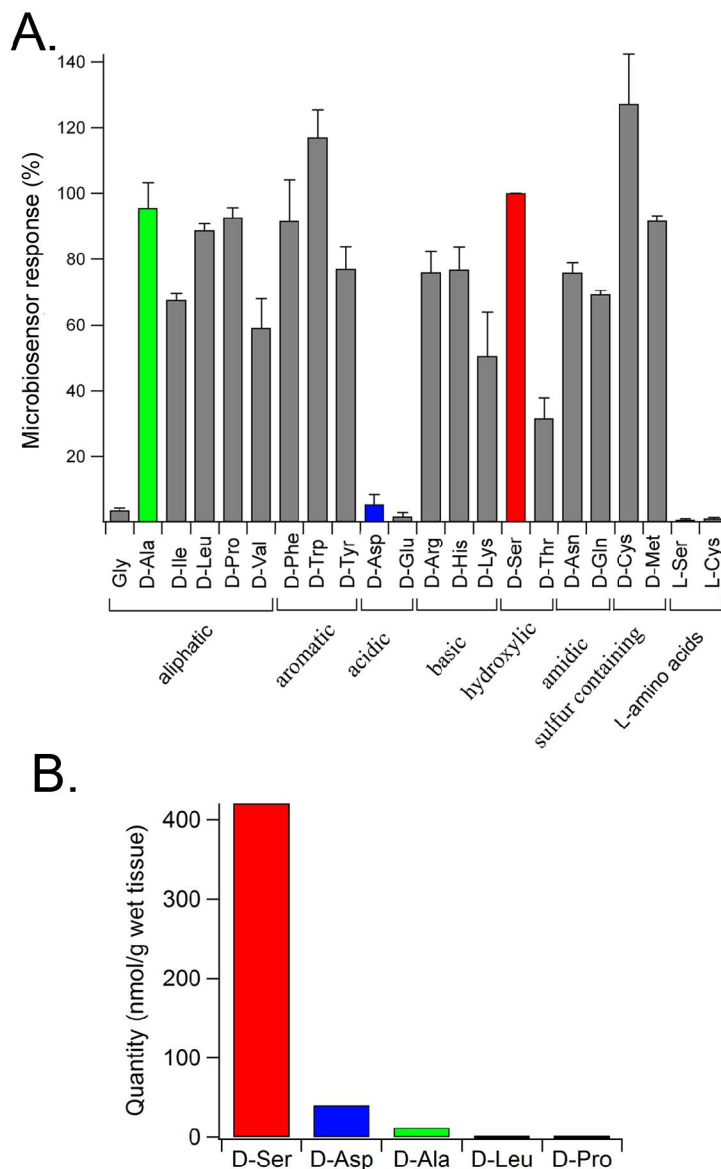 A.
Microbiosensor response (%)
140
120
100
80
60
40
20
Gly
D-Ala
D-Ile
D-Leu
D-Pro
D-Val
D-Phe
D-Trp
D-Tyr
D-Asp
D-Glu
D-Arg
D-His
D-Lys
D-Ser
D-Thr
D-Asn
D-Gln
D-Cys
D-Met
L-Ser
L-Cys
aliphatic
aromatic
acidic
basic
hydroxylic
amidic
sulfur containing
L-amino acids
B.
Quantity (nmol/g wet tissue)
400
300
200
100
0
D-Ser D-Asp D-Ala D-Leu D-Pro